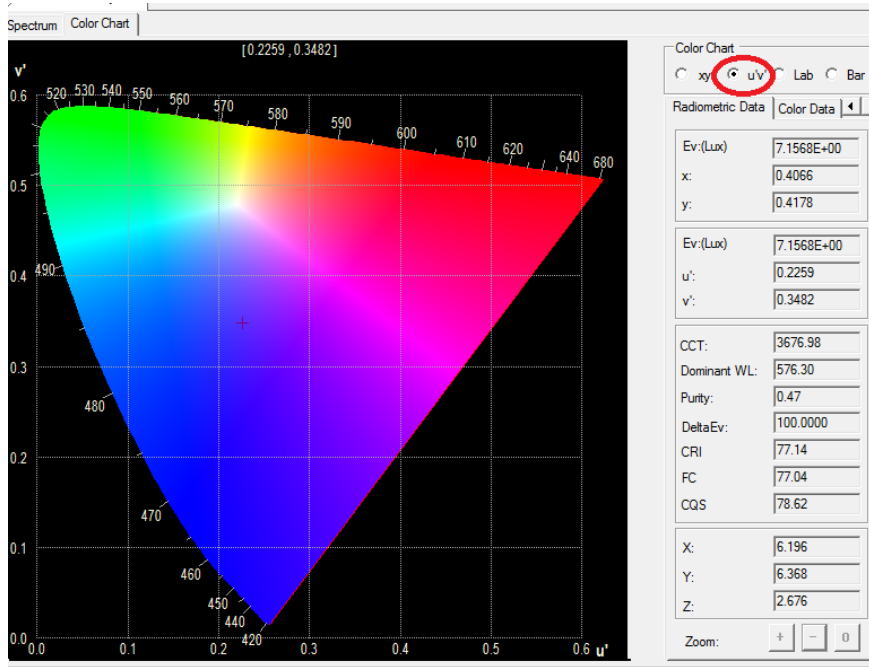 Spectrum Color Chart
[0.2259 ,0.3482]
v'
0.6
520 530 540 550 560 570 580 590 600 610 620 640 680
0.5
0.4 490
0.3
480
0.2
470
0.1
460
450
440
420
0.0
0.0 0.1 0.2 0.3 0.4 0.5 0.6 u'
Color Chart
xy u'v' Lab Bar
Radiometric Data Color Data
Ev:(Lux) 7.1568E+00
x: 0.4066
y: 0.4178
Ev:(Lux) 7.1568E+00
u': 0.2259
v': 0.3482
CCT: 3676.98
Dominant WL: 576.30
Purity: 0.47
DeltaEv: 100.0000
CRI 77.14
FC 77.04
CQS 78.62
X: 6.196
Y: 6.368
Z: 2.676
Zoom: + - 0